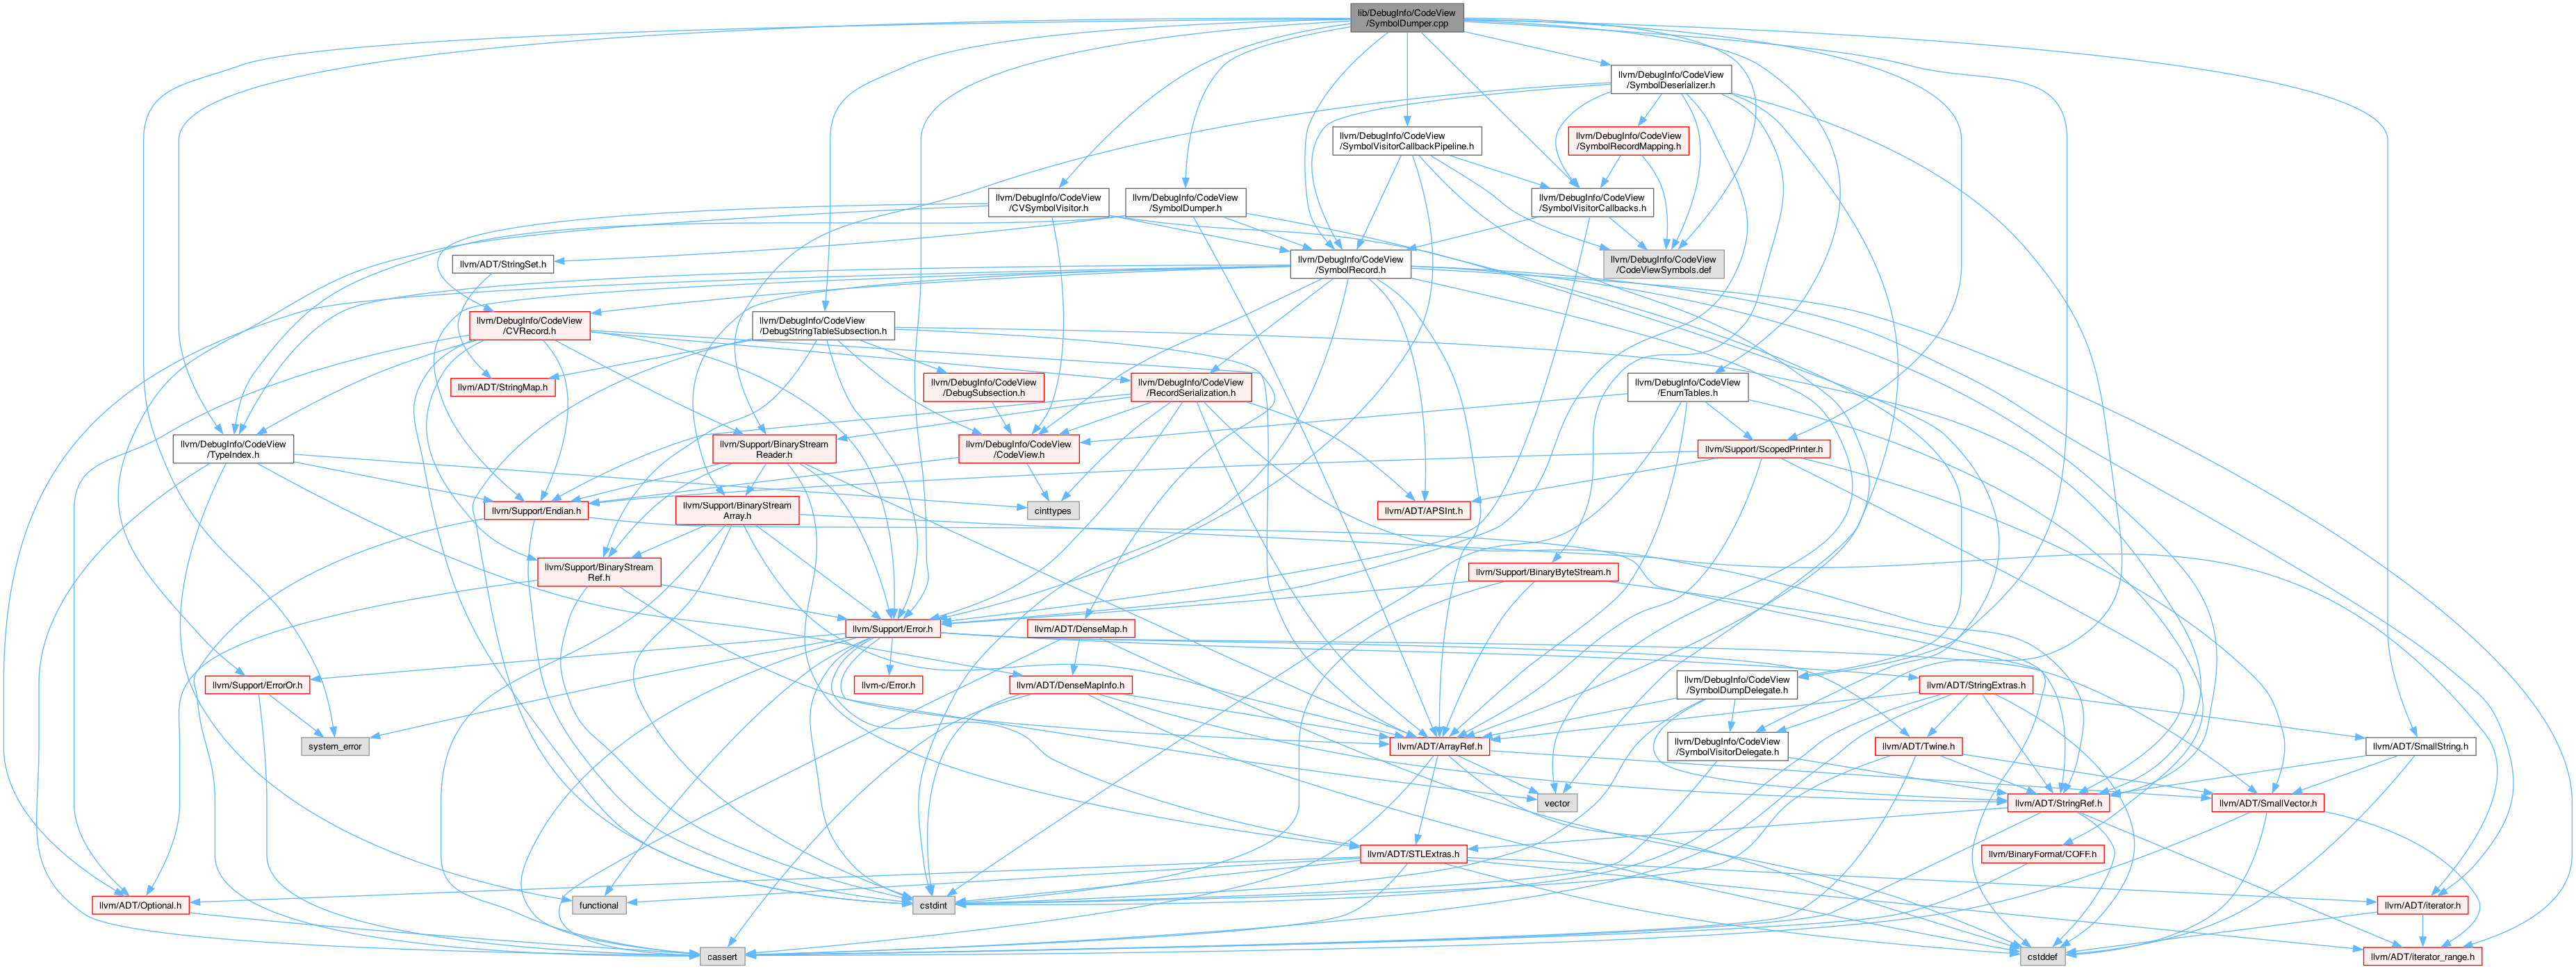 lib/DebugInfo/CodeView
/SymbolDumper.cpp
llvm/DebugInfo/CodeView
/SymbolDeserializer.h
llvm/DebugInfo/CodeView
/SymbolVisitorCallbackPipeline.h
llvm/DebugInfo/CodeView
/SymbolRecordMapping.h
llvm/DebugInfo/CodeView
/CVSymbolVisitor.h
llvm/DebugInfo/CodeView
/SymbolDumper.h
llvm/DebugInfo/CodeView
/SymbolVisitorCallbacks.h
llvm/ADT/StringSet.h
llvm/DebugInfo/CodeView
/SymbolRecord.h
llvm/DebugInfo/CodeView
/CodeViewSymbols.def
llvm/DebugInfo/CodeView
/CVRecord.h
llvm/DebugInfo/CodeView
/DebugStringTableSubsection.h
llvm/ADT/StringMap.h
llvm/DebugInfo/CodeView
/DebugSubsection.h
llvm/DebugInfo/CodeView
/RecordSerialization.h
llvm/DebugInfo/CodeView
/EnumTables.h
llvm/DebugInfo/CodeView
/TypeIndex.h
llvm/Support/BinaryStream
Reader.h
llvm/DebugInfo/CodeView
/CodeView.h
llvm/Support/ScopedPrinter.h
llvm/Support/Endian.h
llvm/Support/BinaryStream
Array.h
cinttypes
llvm/ADT/APSInt.h
llvm/Support/BinaryStream
Ref.h
llvm/Support/BinaryByteStream.h
llvm/Support/Error.h
llvm/ADT/DenseMap.h
llvm/Support/ErrorOr.h
llvm-c/Error.h
llvm/ADT/DenseMapInfo.h
llvm/DebugInfo/CodeView
/SymbolDumpDelegate.h
llvm/ADT/StringExtras.h
system_error
llvm/ADT/ArrayRef.h
llvm/DebugInfo/CodeView
/SymbolVisitorDelegate.h
llvm/ADT/Twine.h
llvm/ADT/SmallString.h
vector
llvm/ADT/StringRef.h
llvm/ADT/SmallVector.h
llvm/ADT/STLExtras.h
llvm/BinaryFormat/COFF.h
llvm/ADT/Optional.h
functional
cstdint
llvm/ADT/iterator.h
cassert
cstddef
llvm/ADT/iterator_range.h